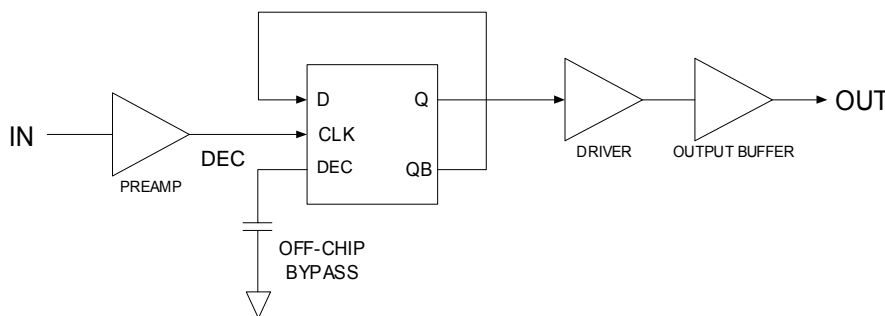 D
Q
OUT
IN
CLK
DEC
DEC
QB
DRIVER
OUTPUT BUFFER
PREAMP
OFF-CHIP
BYPASS